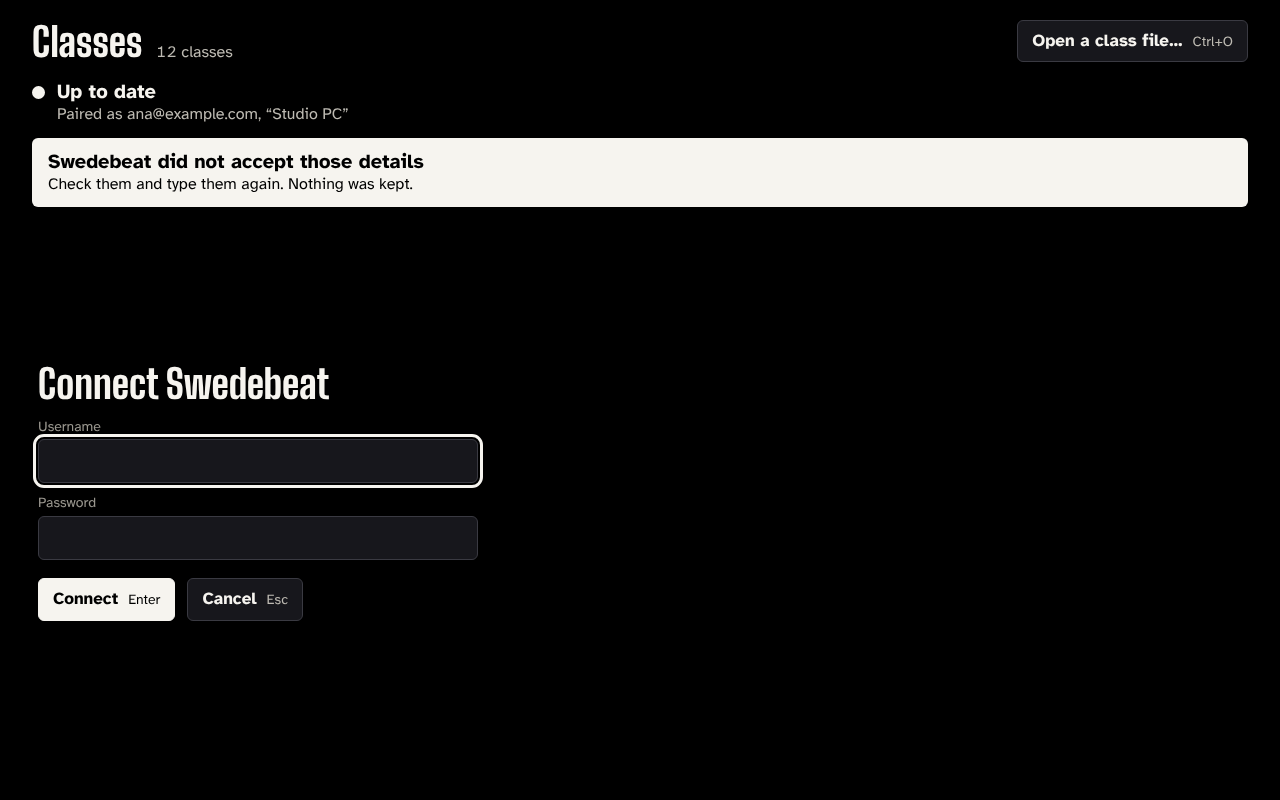 Classes 12 classes
Open a class file... Ctrl+O
Up to date
Paired as ana@example.com, “Studio PC”
Swedebeat did not accept those details
Check them and type them again. Nothing was kept.
Connect Swedebeat
Username
Password
Connect Enter
Cancel Esc